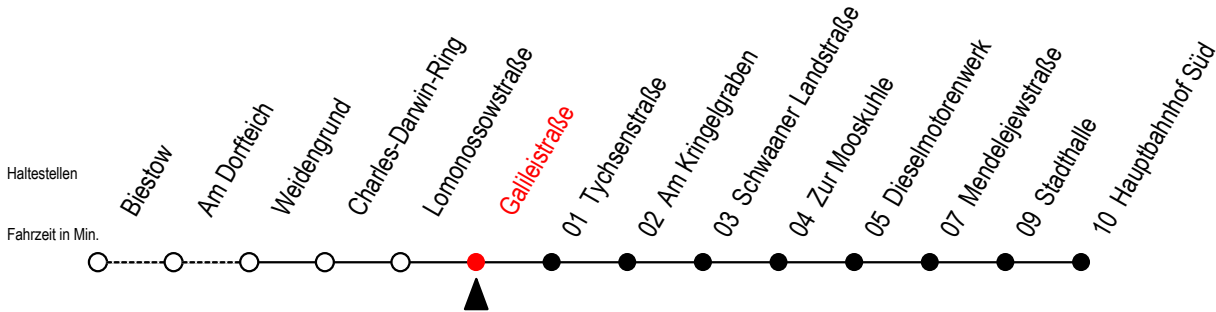 Haltestellen
Fahrzeit in Min.
Biestow
Am Dorfteich
Weidengrund
Charles-Darwin-Ring
Lomonossowstraße
Galileistraße
01 Tychsenstraße
02 Am Kringelgraben
03 Schwaaner Landstraße
04 Zur Mooskuhle
05 Dieselmotorenwerk
07 Mendelejewstraße
09 Stadthalle
10 Hauptbahnhof Süd